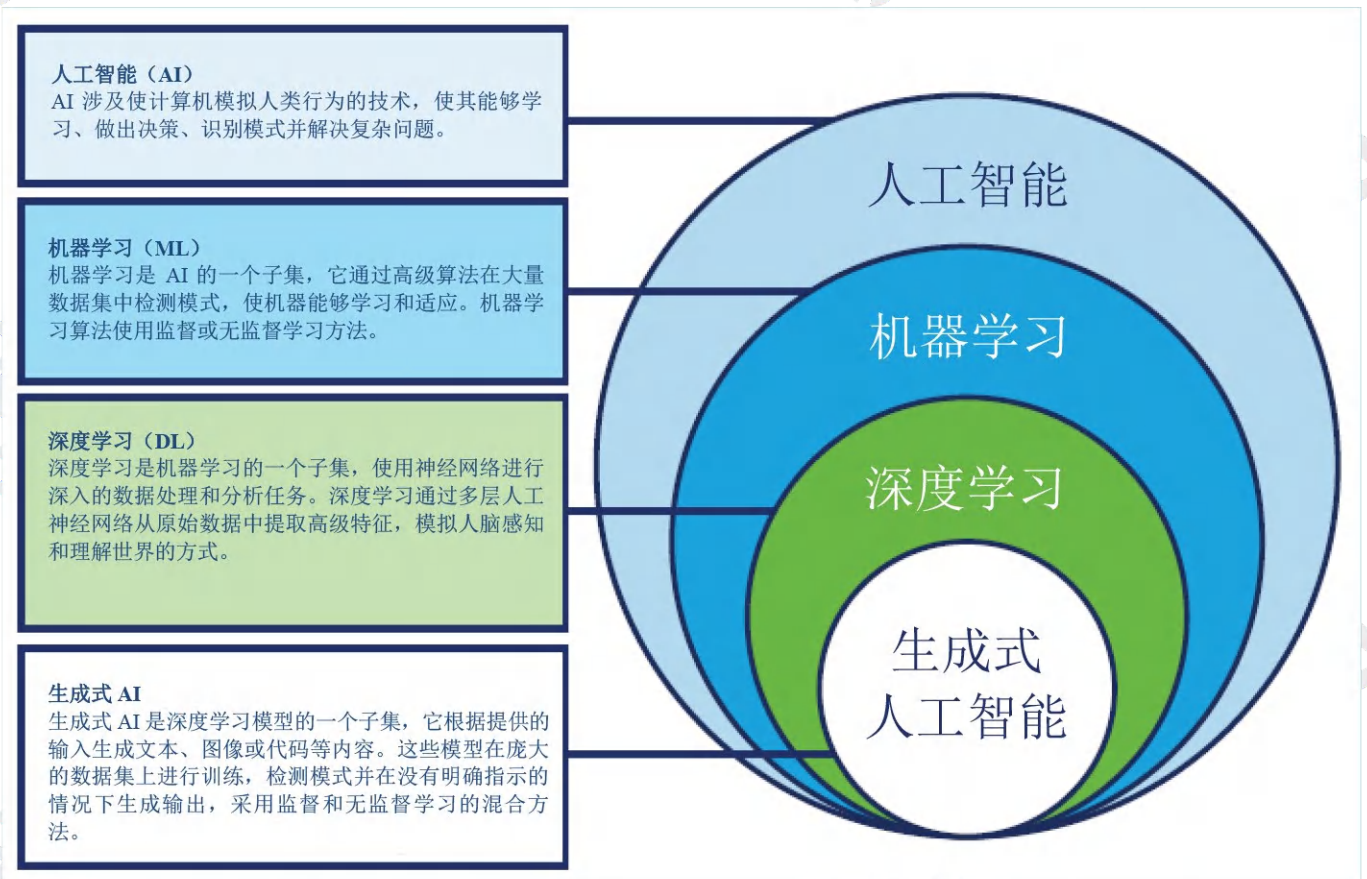 人工智能（AI）
AI 涉及使计算机模拟人类行为的技术，使其能够学
习、做出决策、识别模式并解决复杂问题。
机器学习（ML）
机器学习是 AI 的一个子集，它通过高级算法在大量
数据集中检测模式，使机器能够学习和适应。机器学
习算法使用监督或无监督学习方法。
深度学习（DL）
深度学习是机器学习的一个子集，使用神经网络进行
深入的数据处理和分析任务。深度学习通过多层人工
神经网络从原始数据中提取高级特征，模拟人脑感知
和理解世界的方式。
生成式 AI
生成式 AI 是深度学习模型的一个子集，它根据提供的
输入生成文本、图像或代码等内容。这些模型在庞大
的数据集上进行训练，检测模式并在没有明确指示的
情况下生成输出，采用监督和无监督学习的混合方
法。
人工智能
机器学习
深度学习
生成式
人工智能